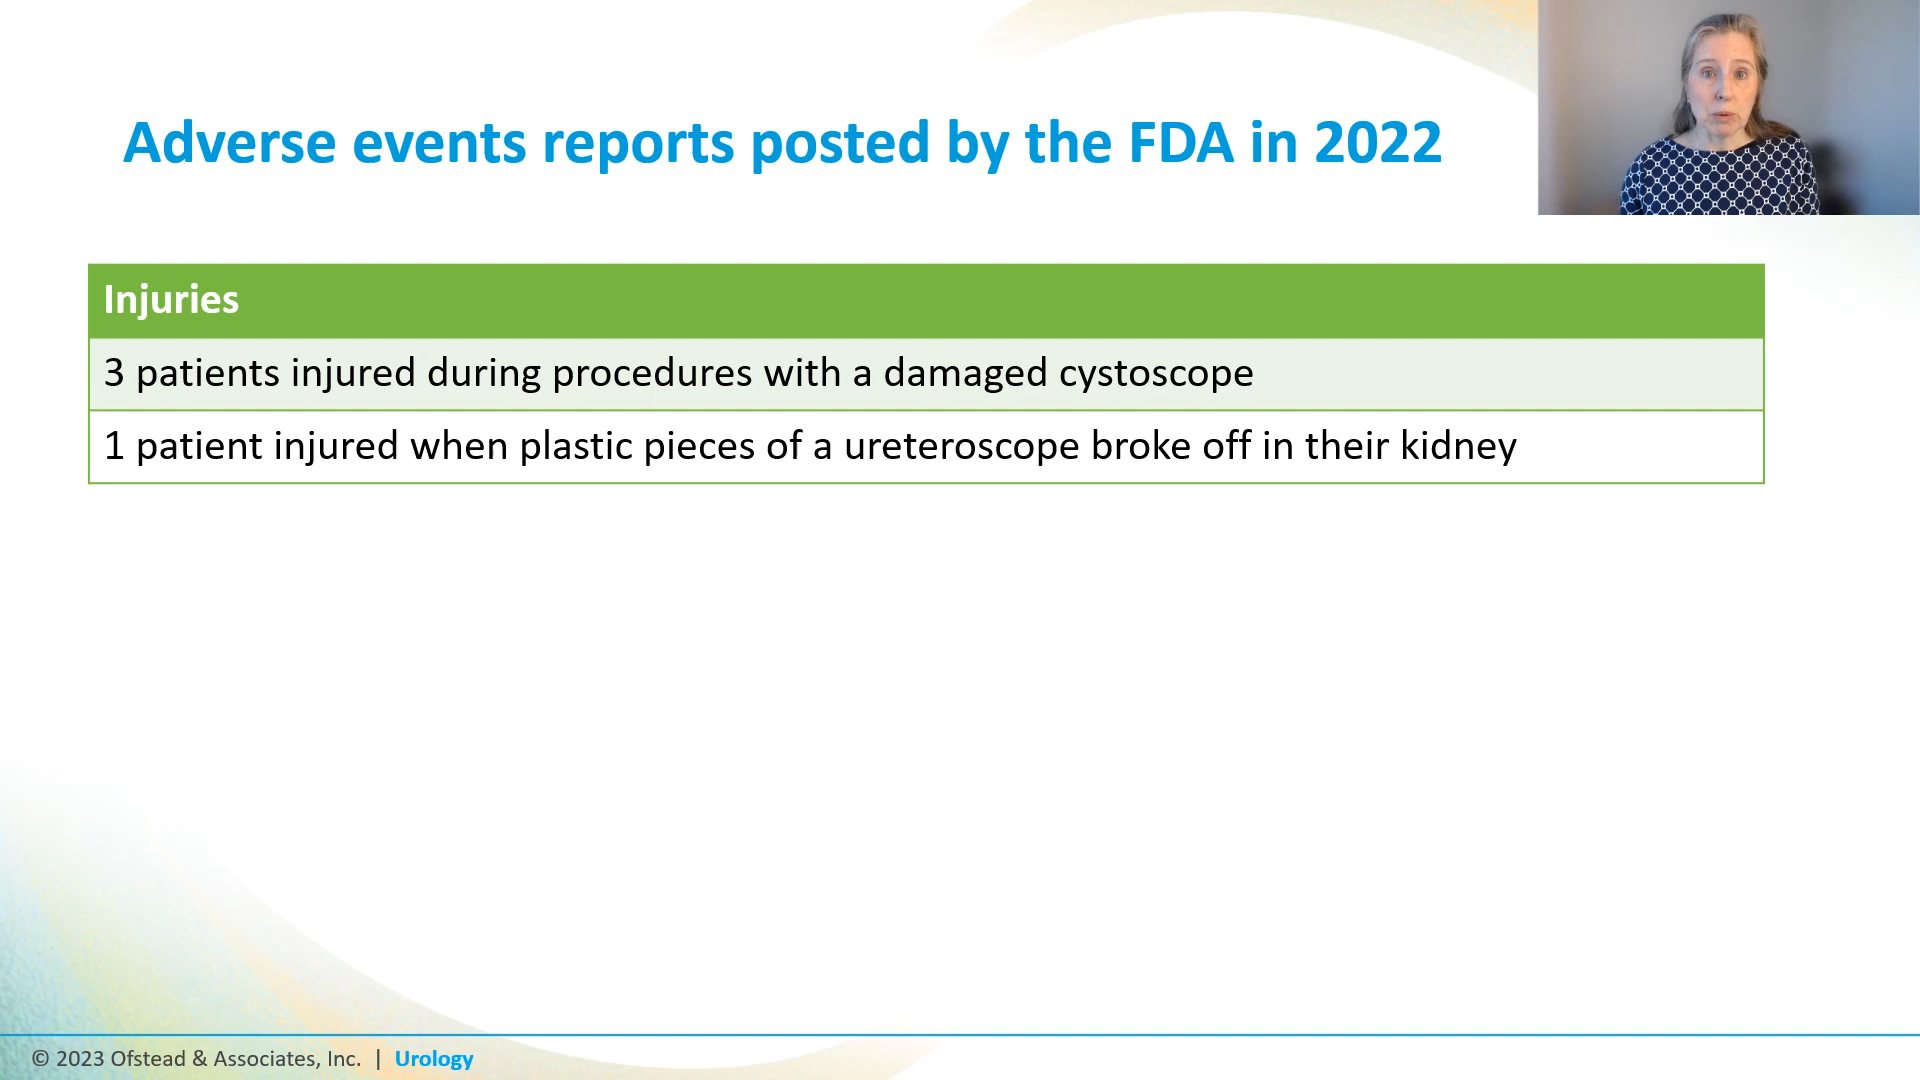 Adverse events reports posted by the FDA in 2022
Injuries
3 patients injured during procedures with a damaged cystoscope
1 patient injured when plastic pieces of a ureteroscope broke off in their kidney
© 2023 Ofstead & Associates, Inc. | Urology